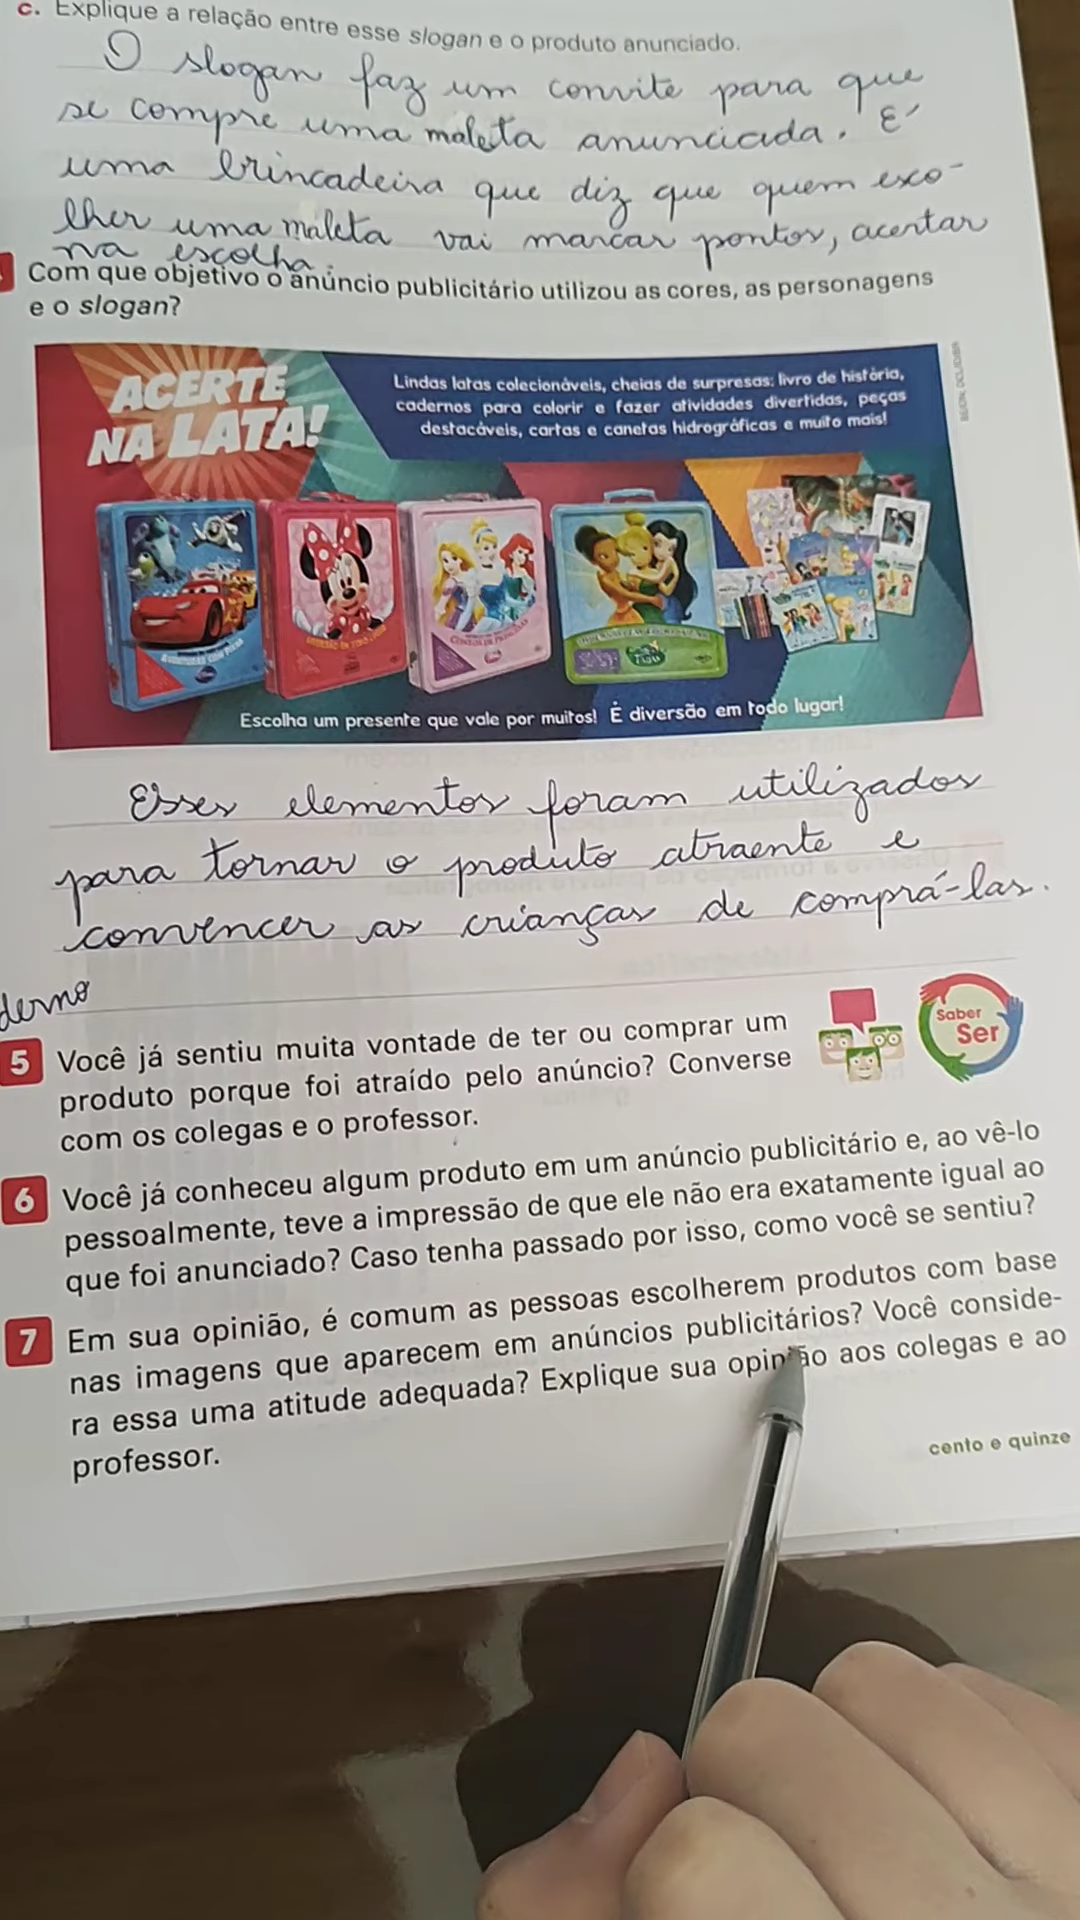 c. Explique a relação entre esse slogan e o produto anunciado.
O slogan faz um convite para que
se compre uma maleta anunciada. É
uma brincadeira que diz que quem esco-
lher uma maleta vai marcar pontos, acertar
na escolha.
Com que objetivo o anúncio publicitário utilizou as cores, as personagens
e o slogan?
ACERTE
NA LATA!
Lindas latas colecionáveis, cheias de surpresas: livro de história,
cadernos para colorir e fazer atividades divertidas, peças
destacáveis, cartas e canetas hidrográficas e muito mais!
Escolha um presente que vale por muitos! É diversão em todo lugar!
Esses elementos foram utilizados
para tornar o produto atraente e
convencer as crianças de comprá-las.
derno
5 Você já sentiu muita vontade de ter ou comprar um
produto porque foi atraído pelo anúncio? Converse
com os colegas e o professor.
Saber
Ser
6 Você já conheceu algum produto em um anúncio publicitário e, ao vê-lo
pessoalmente, teve a impressão de que ele não era exatamente igual ao
que foi anunciado? Caso tenha passado por isso, como você se sentiu?
7 Em sua opinião, é comum as pessoas escolherem produtos com base
nas imagens que aparecem em anúncios publicitários? Você conside-
ra essa uma atitude adequada? Explique sua opinião aos colegas e ao
professor.
cento e quinze